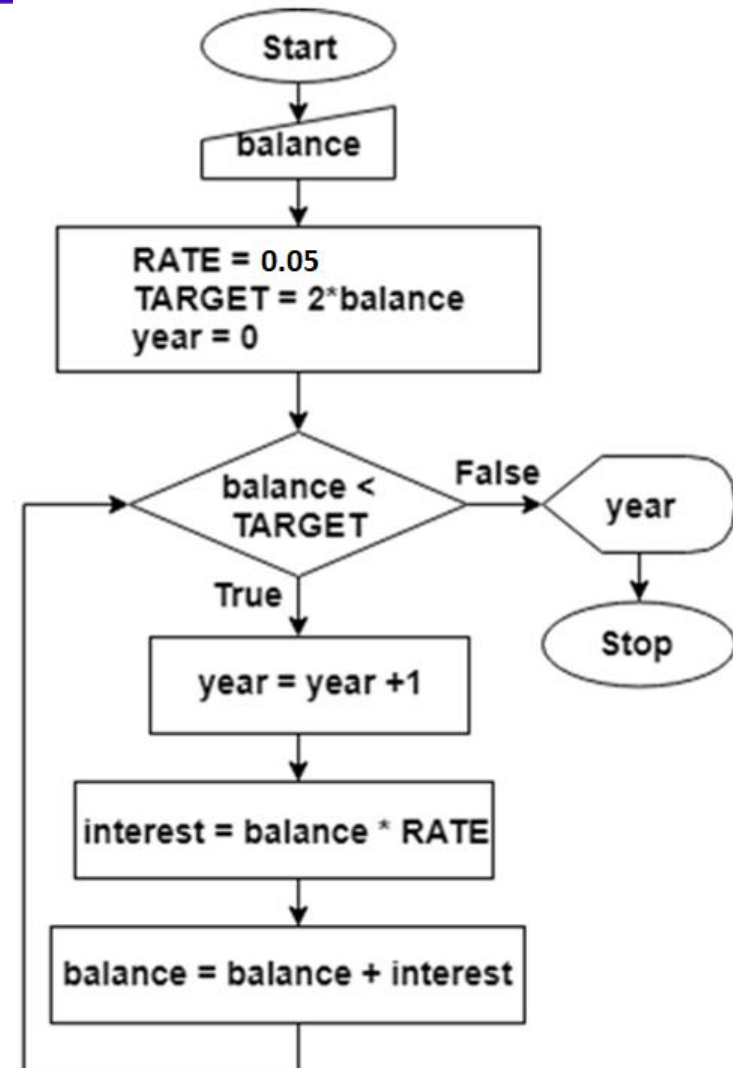 Start
balance
RATE = 0.05
TARGET = 2*balance
year = 0
balance <
TARGET
False
year
True
Stop
year = year +1
interest = balance * RATE
balance = balance + interest